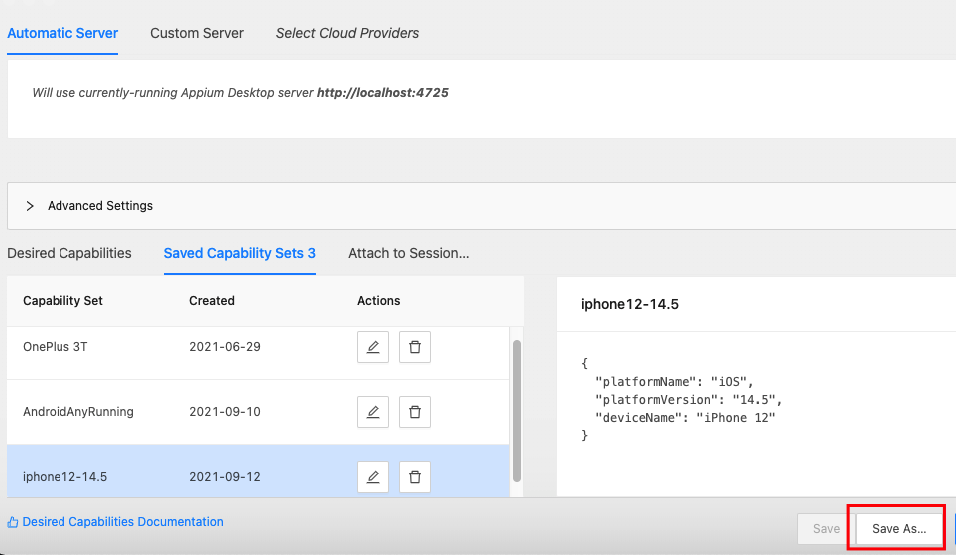 Automatic Server Custom Server Select Cloud Providers
Will use currently-running Appium Desktop server http://localhost:4725
Advanced Settings
Desired Capabilities Saved Capability Sets 3 Attach to Session...
Capability Set Created Actions
OnePlus 3T 2021-06-29
AndroidAnyRunning 2021-09-10
iphone12-14.5 2021-09-12
iphone12-14.5
{
"platformName": "iOS",
"platformVersion": "14.5",
"deviceName": "iPhone 12"
}
Desired Capabilities Documentation
Save Save As...